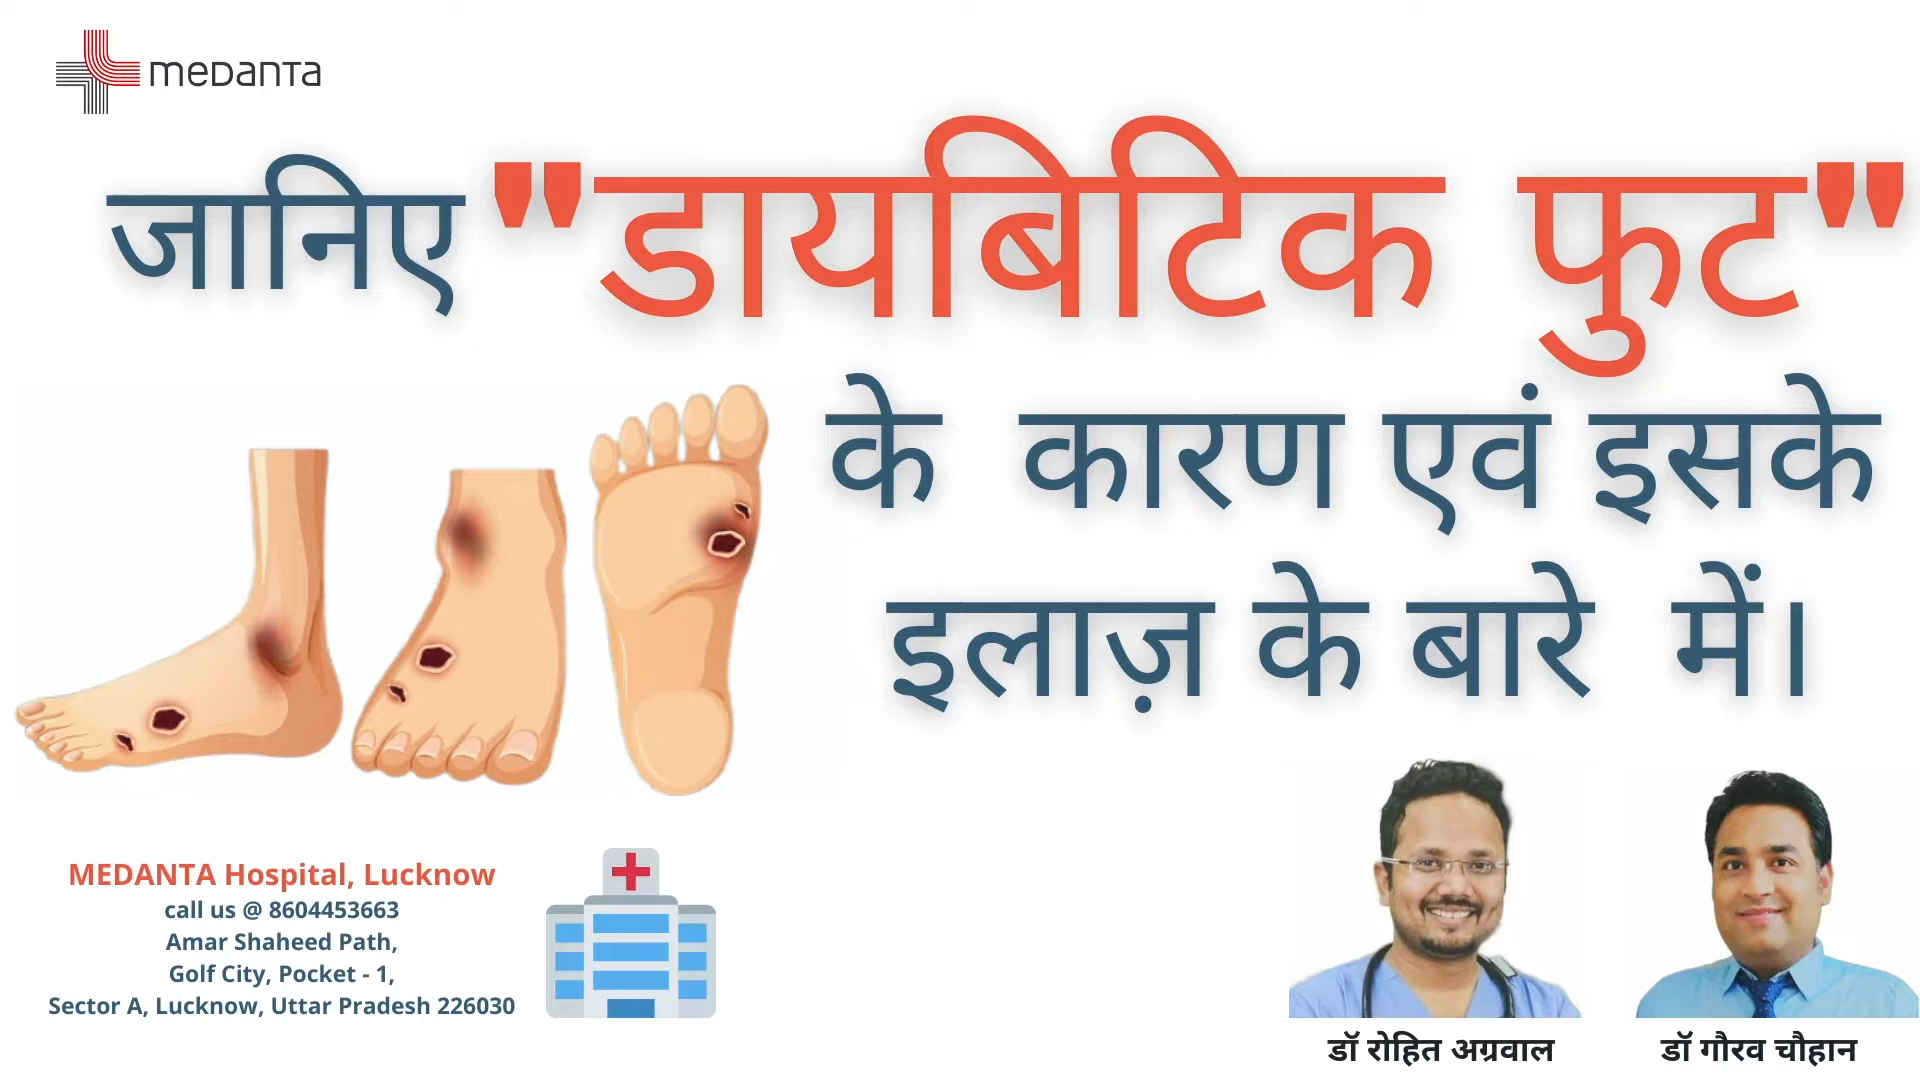 medanta
जानिए "डायबिटिक फुट"
के कारण एवं इसके
इलाज़ के बारे में।
MEDANTA Hospital, Lucknow
call us @ 8604453663
Amar Shaheed Path,
Golf City, Pocket - 1,
Sector A, Lucknow, Uttar Pradesh 226030
डॉ रोहित अग्रवाल
डॉ गौरव चौहान